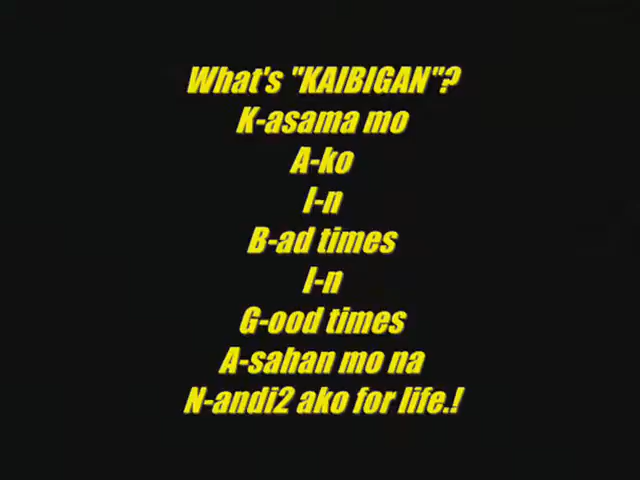 What's "KAIBIGAN"?
K-asama mo
A-ko
I-n
B-ad times
I-n
G-ood times
A-sahan mo na
N-andi2 ako for life.!